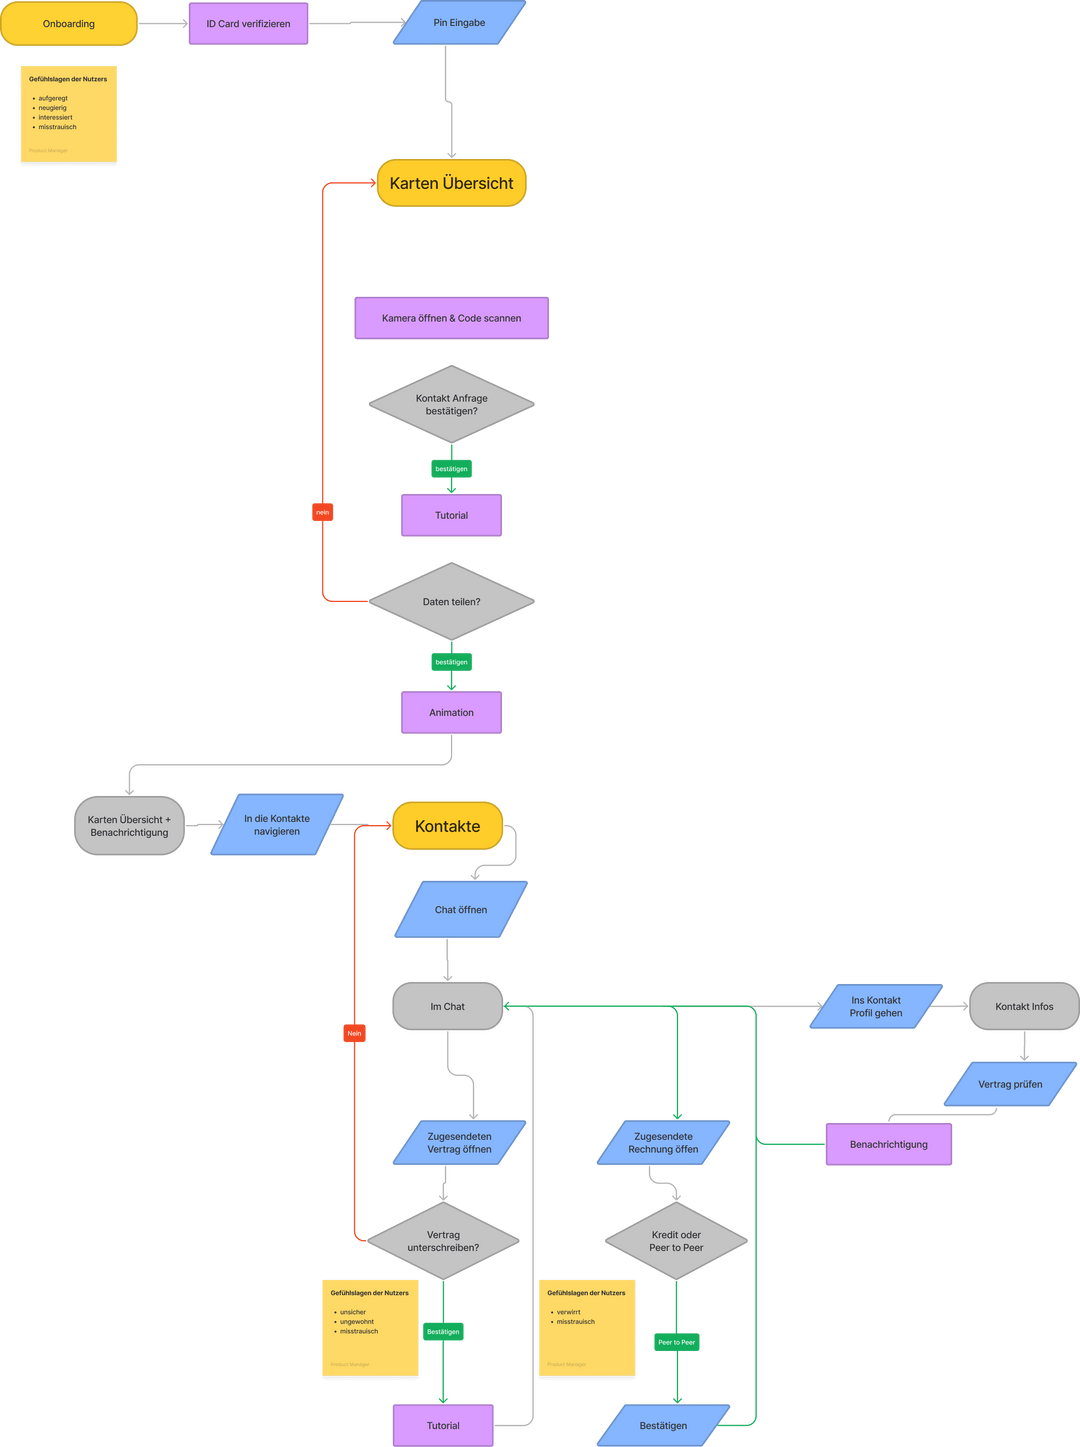 Onboarding
ID Card verifizieren
Pin Eingabe
Gefühlslagen der Nutzers
• aufgeregt
• neugierig
• interessiert
• misstrauisch
Product Manager
Karten Übersicht
Kamera öffnen & Code scannen
Kontakt Anfrage
bestätigen?
bestätigen
Tutorial
nein
Daten teilen?
bestätigen
Animation
Karten Übersicht +
Benachrichtigung
In die Kontakte
navigieren
Kontakte
Chat öffnen
Im Chat
Ins Kontakt
Profil gehen
Kontakt Infos
Nein
Vertrag prüfen
Zugesendeten
Vertrag öffnen
Zugesendete
Rechnung öffen
Benachrichtigung
Vertrag
unterschreiben?
Kredit oder
Peer to Peer
Gefühlslagen der Nutzers
• unsicher
• ungewohnt
• misstrauisch
Product Manager
Bestätigen
Gefühlslagen der Nutzers
• verwirrt
• misstrauisch
Product Manager
Peer to Peer
Tutorial
Bestätigen